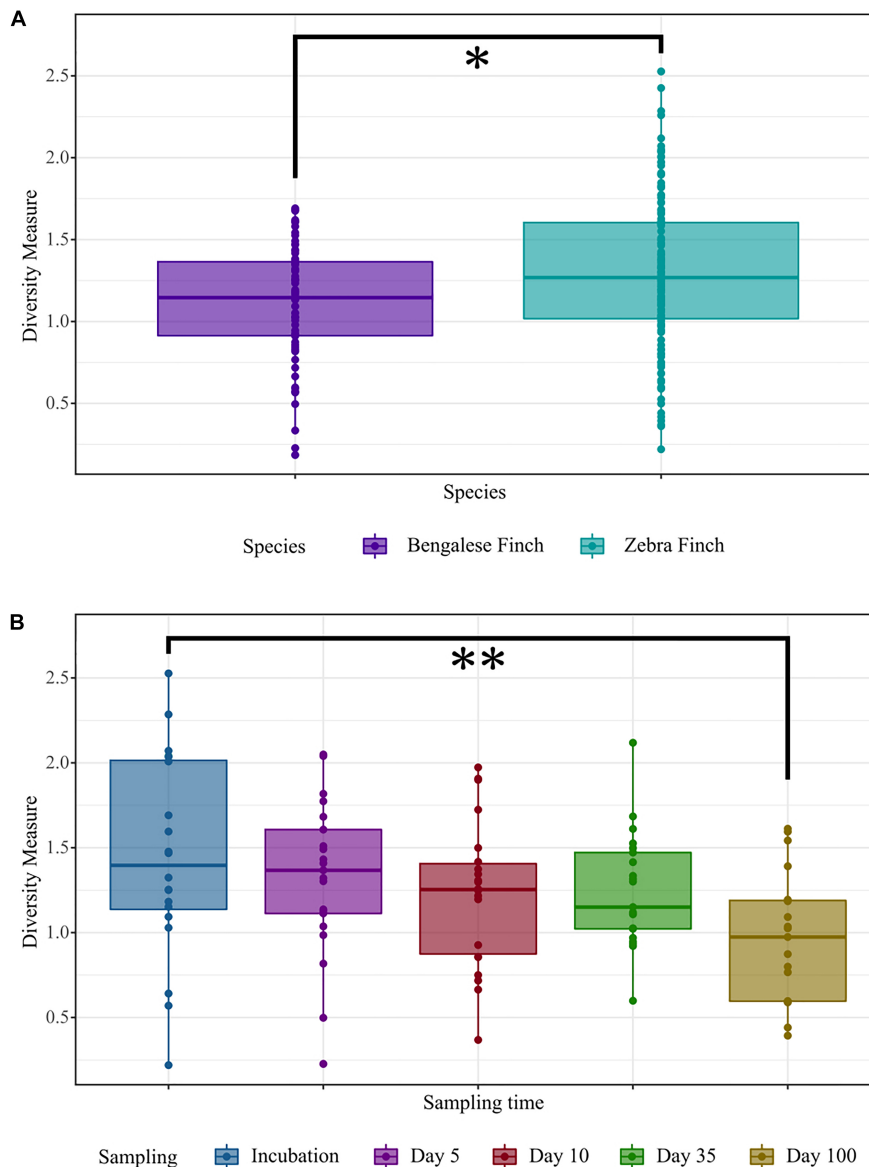 A
*
2.5
2.0
1.5
1.0
0.5
Diversity Measure
Species
Species Bengalese Finch Zebra Finch
B
**
2.5
2.0
1.5
1.0
0.5
Diversity Measure
Sampling time
Sampling Incubation Day 5 Day 10 Day 35 Day 100